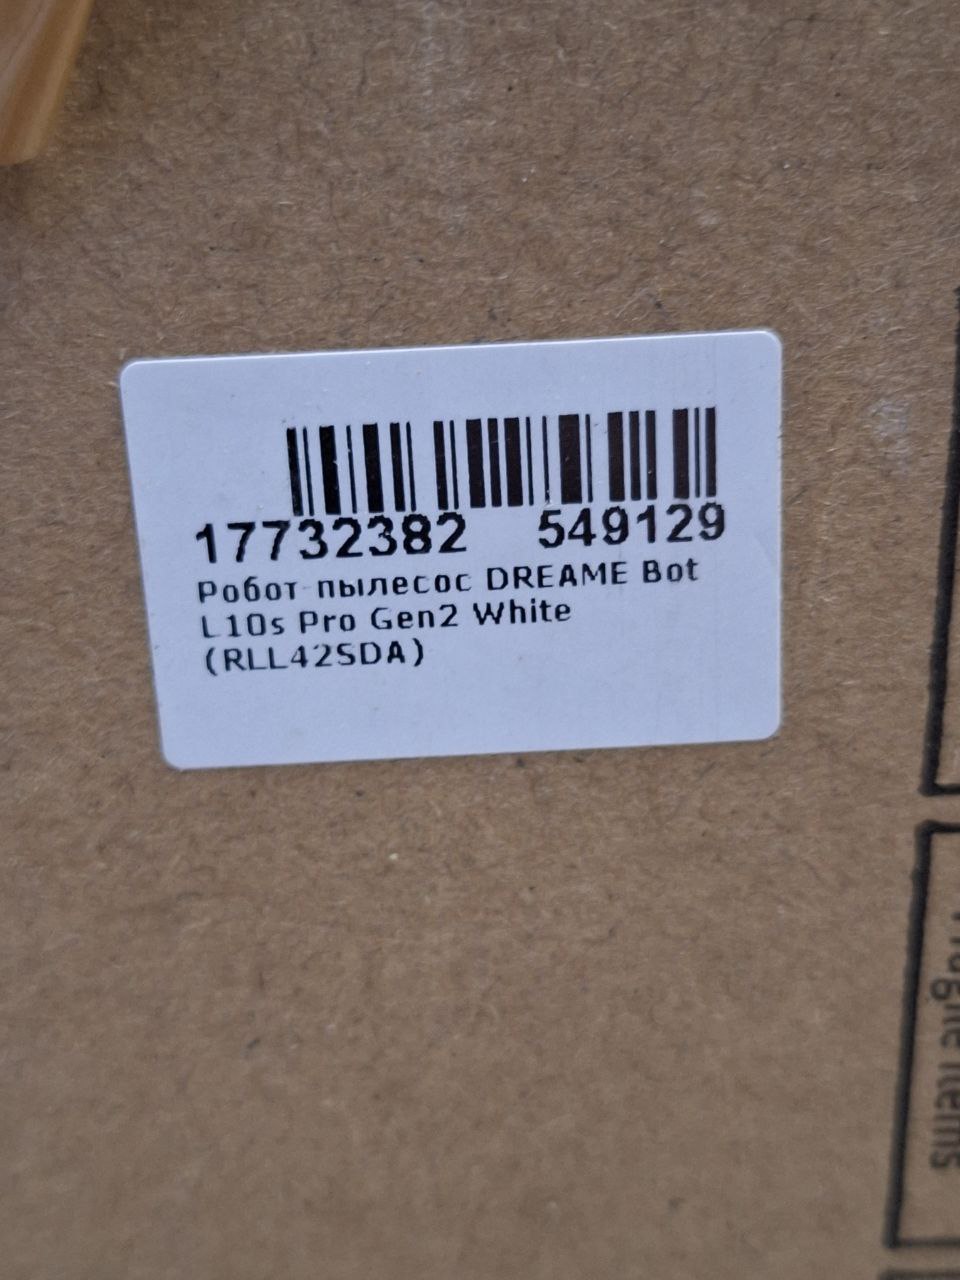 17732382 549129
Робот-пылесос DREAME Bot
L10s Pro Gen2 White
(RLL42SDA)
Fragile items